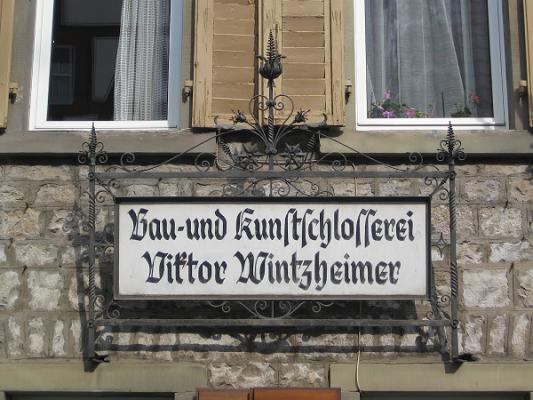 Bau-und Kunstschlosserei
Viktor Wintzheimer